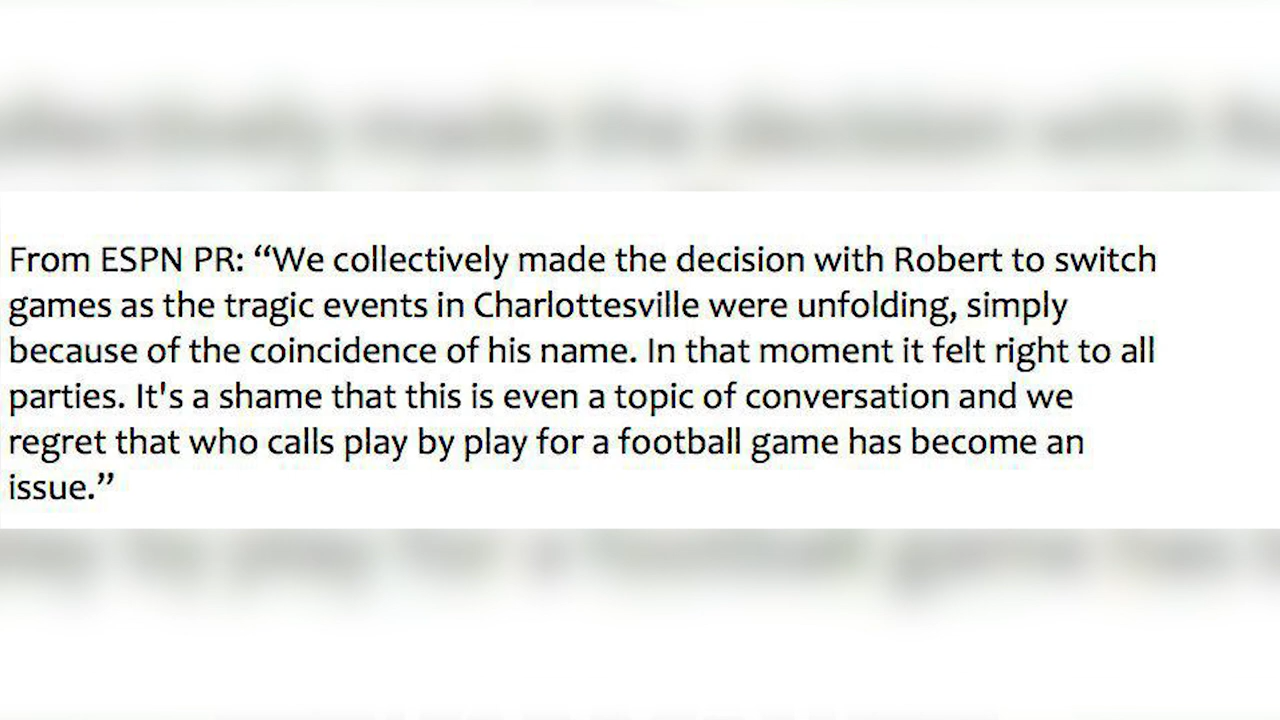 From ESPN PR: “We collectively made the decision with Robert to switch
games as the tragic events in Charlottesville were unfolding, simply
because of the coincidence of his name. In that moment it felt right to all
parties. It's a shame that this is even a topic of conversation and we
regret that who calls play by play for a football game has become an
issue.”